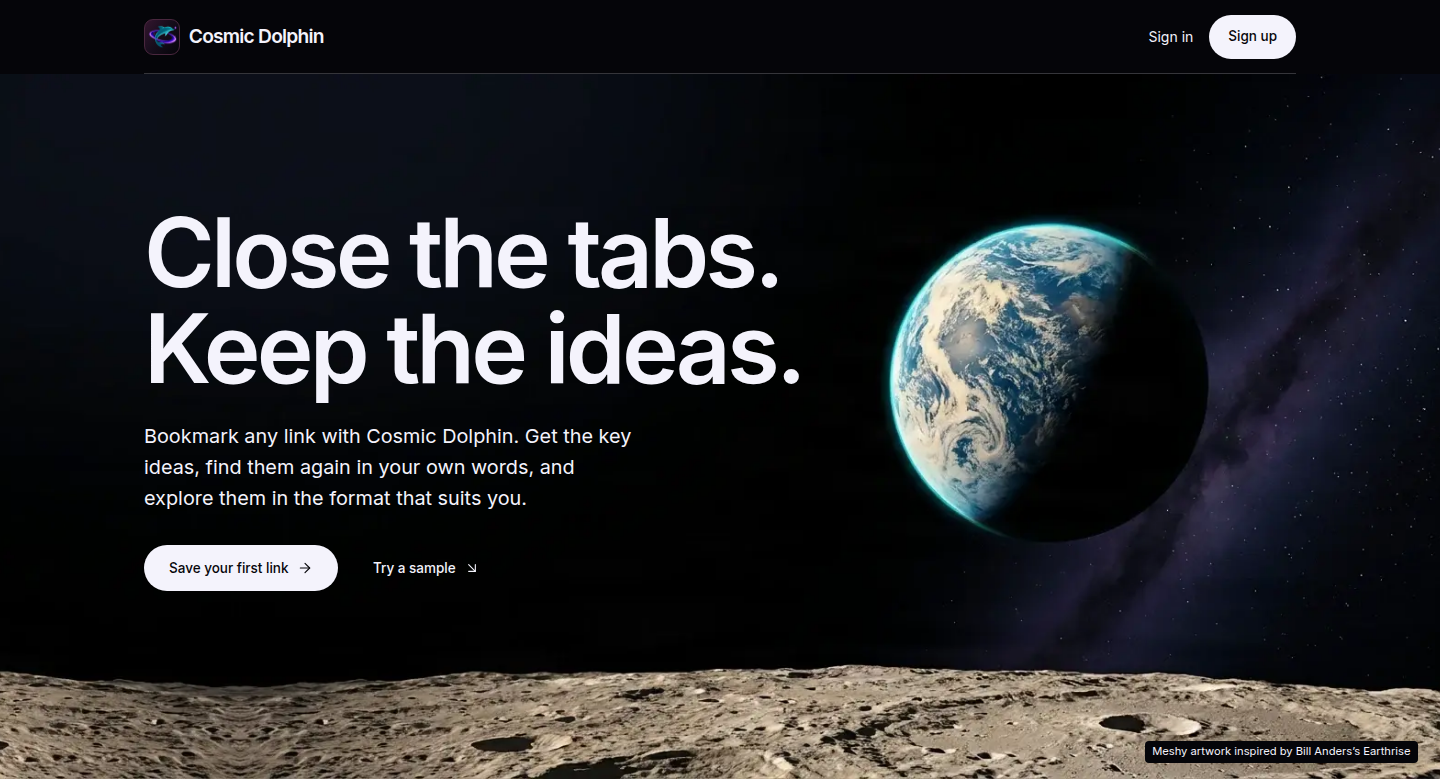 Cosmic Dolphin
Sign in
Sign up
Close the tabs.
Keep the ideas.
Bookmark any link with Cosmic Dolphin. Get the key
ideas, find them again in your own words, and
explore them in the format that suits you.
Save your first link
Try a sample
Meshy artwork inspired by Bill Anders’s Earthrise